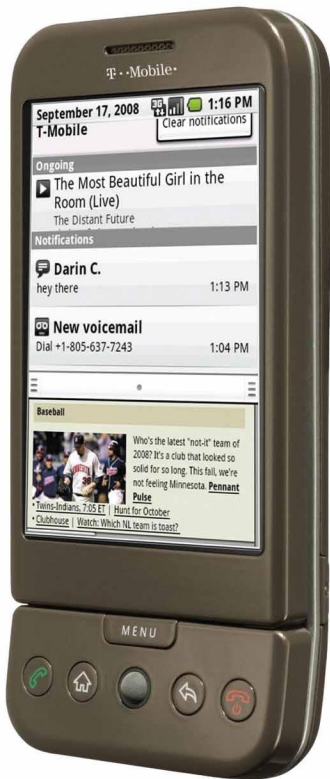 T··Mobile·
September 17, 2008 3G 1:16 PM
T-Mobile
Clear notifications
Ongoing
The Most Beautiful Girl in the
Room (Live)
The Distant Future
Notifications
Darin C.
hey there 1:13 PM
New voicemail
Dial +1-805-637-7243 1:04 PM
Baseball
Who's the latest "not-it" team of
2008? It's a club that looked so
solid for so long. This fall, we're
not feeling Minnesota. Pennant
Pulse
• Twins-Indians, 7:05 ET | Hunt for October
• Clubhouse | Watch: Which NL team is toast?
MENU